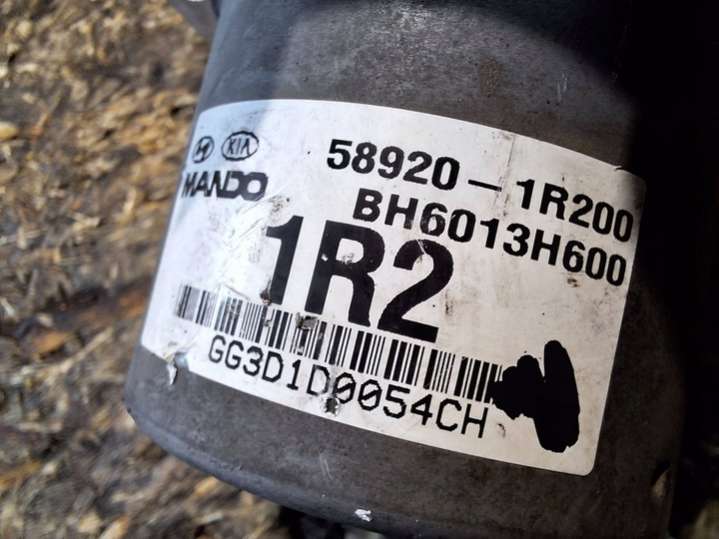 KIA
MANDO
58920-1R200
BH6013H600
1R2
GG3D1D0054CH